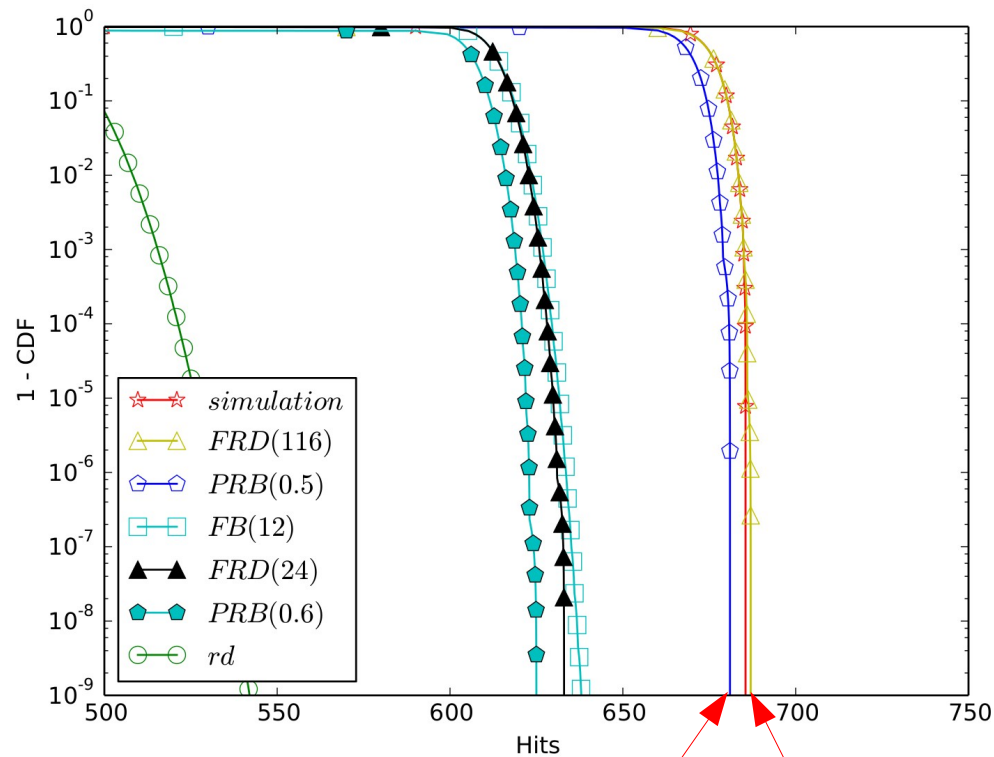 10^0
10^-1
10^-2
10^-3
10^-4
10^-5
10^-6
10^-7
10^-8
10^-9
1 - CDF
simulation
FRD(116)
PRB(0.5)
FB(12)
FRD(24)
PRB(0.6)
rd
500 550 600 650 700 750
Hits